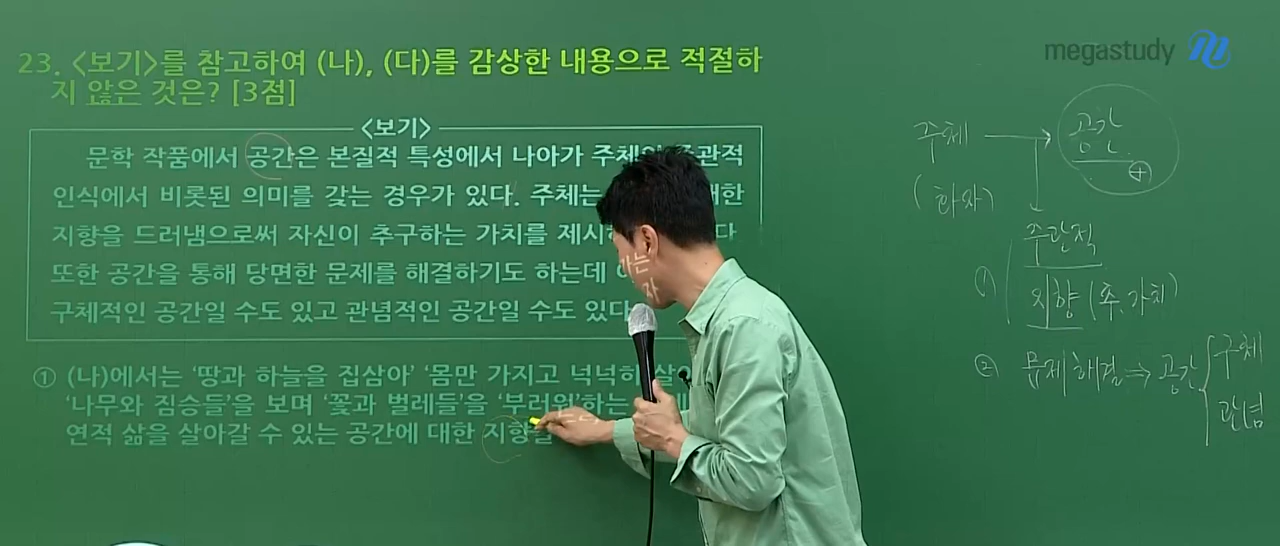 megastudy
23. <보기>를 참고하여 (나), (다)를 감상한 내용으로 적절하
지 않은 것은? [3점]
<보기>
문학 작품에서 공간은 본질적 특성에서 나아가 주체의 주관적
인식에서 비롯된 의미를 갖는 경우가 있다. 주체는
지향을 드러냄으로써 자신이 추구하는 가치를 제시
또한 공간을 통해 당면한 문제를 해결하기도 하는데
구체적인 공간일 수도 있고 관념적인 공간일 수도 있다
① (나)에서는 '땅과 하늘을 집삼아' '몸만 가지고 넉넉히
'나무와 짐승들'을 보며 '꽃과 벌레들'을 '부러워'하는
연적 삶을 살아갈 수 있는 공간에 대한 지향을
주체 → 공간
(화자) (+)
주관적
① 지향 (추. 가치)
② 문제 해결 ⇒ 공간 { 구체
관념